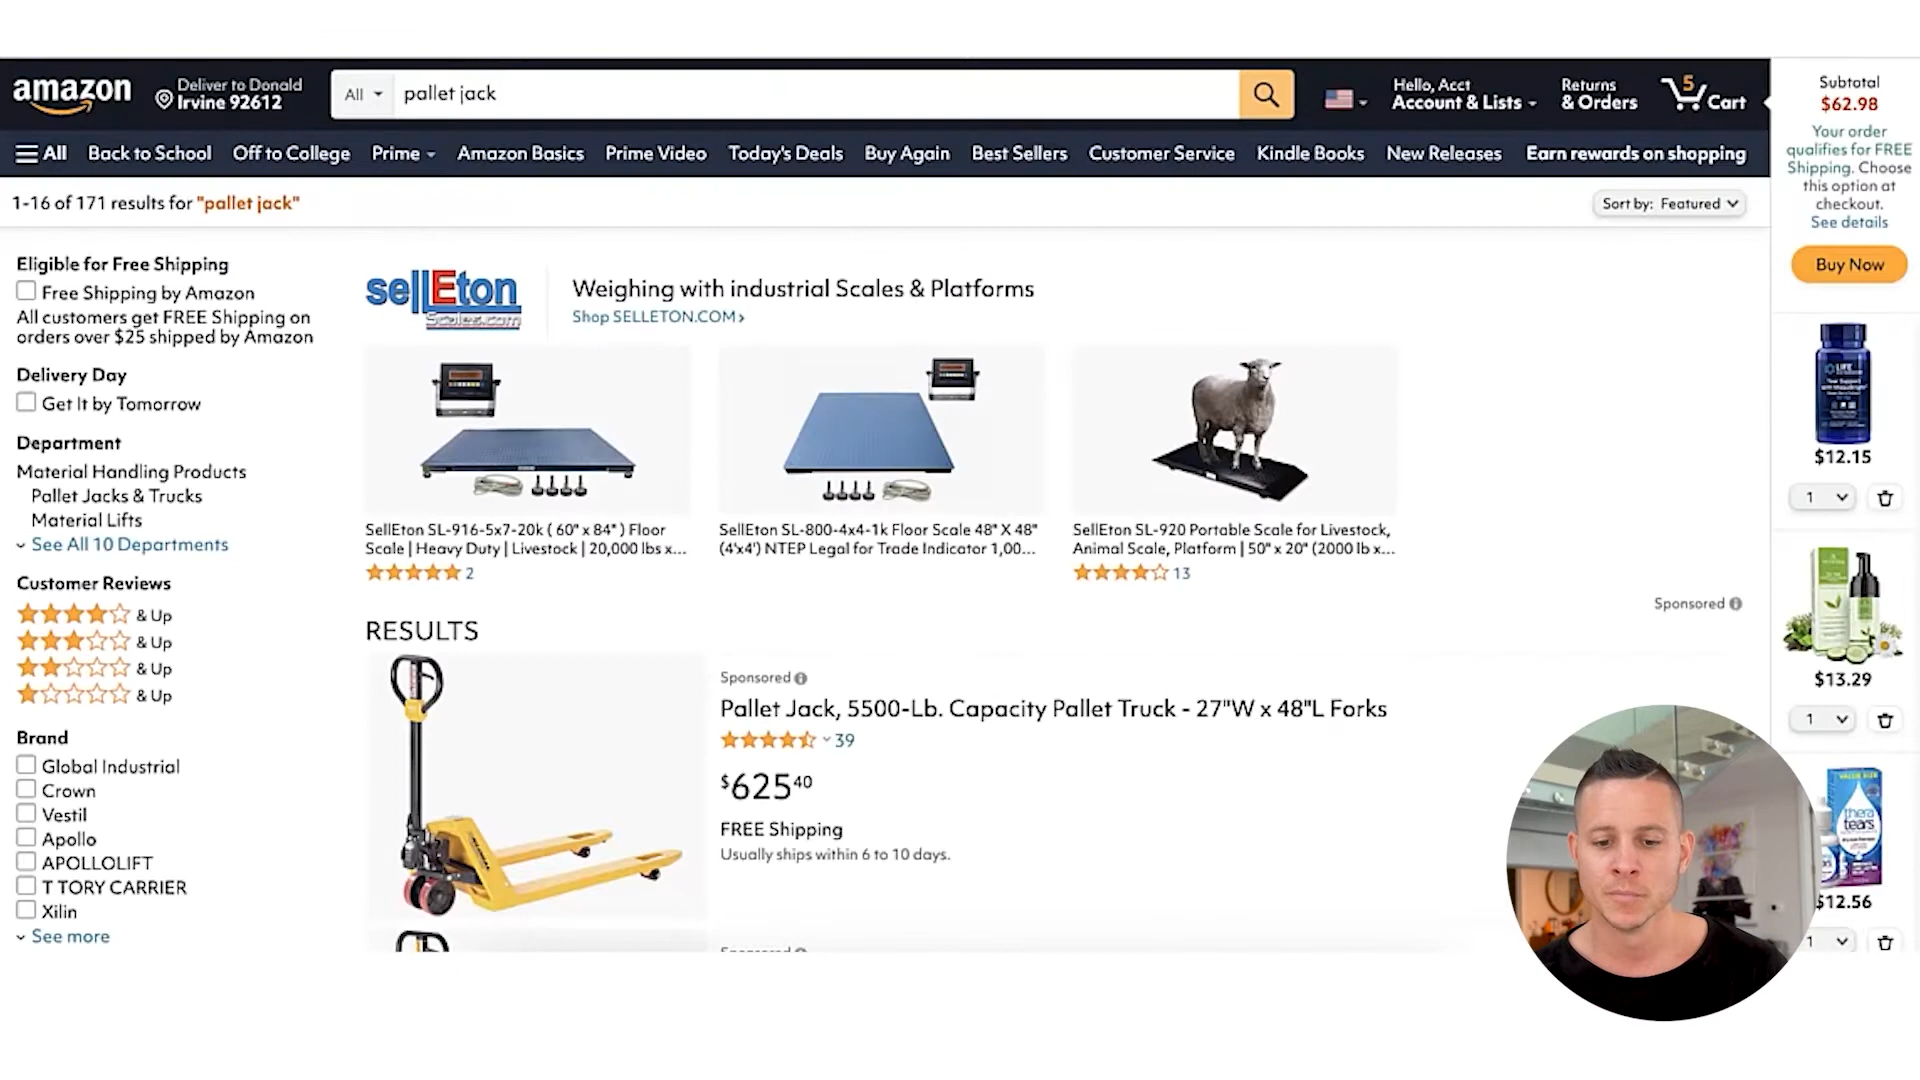 amazon
Deliver to Donald
Irvine 92612
All
pallet jack
Hello, Acct
Account & Lists
Returns
& Orders
5
Cart
All
Back to School
Off to College
Prime
Amazon Basics
Prime Video
Today's Deals
Buy Again
Best Sellers
Customer Service
Kindle Books
New Releases
Earn rewards on shopping
1-16 of 171 results for "pallet jack"
Sort by: Featured
Eligible for Free Shipping
Free Shipping by Amazon
All customers get FREE Shipping on
orders over $25 shipped by Amazon
Delivery Day
Get It by Tomorrow
Department
Material Handling Products
Pallet Jacks & Trucks
Material Lifts
See All 10 Departments
Customer Reviews
& Up
& Up
& Up
& Up
Brand
Global Industrial
Crown
Vestil
Apollo
APOLLOLIFT
T TORY CARRIER
Xilin
See more
sellEton
Scales.com
Weighing with industrial Scales & Platforms
Shop SELLETON.COM›
SellEton SL-916-5x7-20k ( 60" x 84" ) Floor
Scale | Heavy Duty | Livestock | 20,000 lbs x...
2
SellEton SL-800-4x4-1k Floor Scale 48" X 48"
(4'x4') NTEP Legal for Trade Indicator 1,00...
SellEton SL-920 Portable Scale for Livestock,
Animal Scale, Platform | 50" x 20" (2000 lb x...
13
Sponsored
RESULTS
Sponsored
Pallet Jack, 5500-Lb. Capacity Pallet Truck - 27"W x 48"L Forks
39
$625 40
FREE Shipping
Usually ships within 6 to 10 days.
Sponsored
Subtotal
$62.98
Your order
qualifies for FREE
Shipping. Choose
this option at
checkout.
See details
Buy Now
LIFE
$12.15
1
$13.29
1
thera
tears
$12.56
1